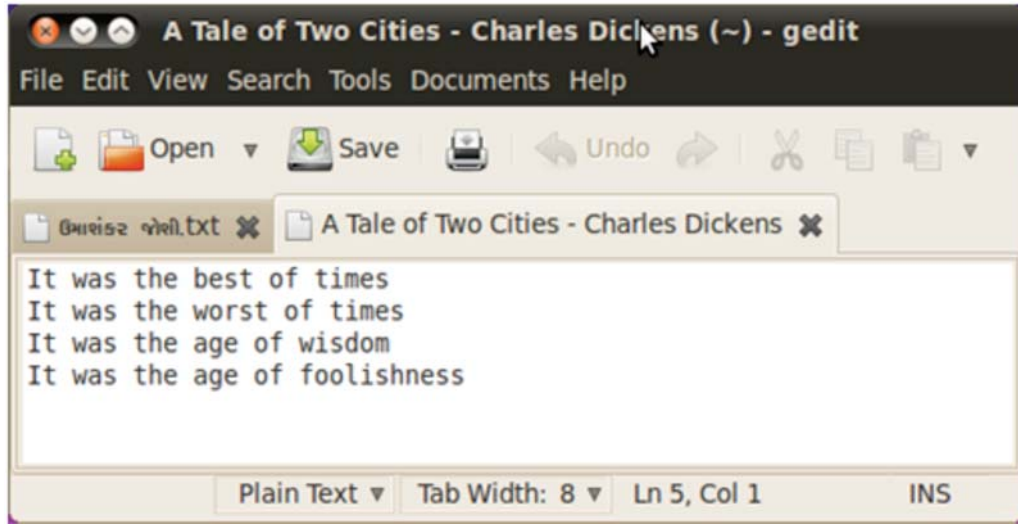 A Tale of Two Cities - Charles Dickens (~) - gedit
File Edit View Search Tools Documents Help
Open Save Undo
ઉમાશંકર જોશી.txt A Tale of Two Cities - Charles Dickens
It was the best of times
It was the worst of times
It was the age of wisdom
It was the age of foolishness
Plain Text Tab Width: 8 Ln 5, Col 1 INS